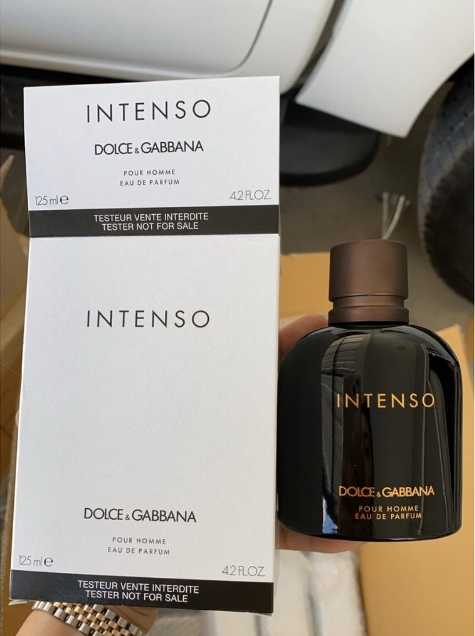 INTENSO
DOLCE & GABBANA
POUR HOMME
EAU DE PARFUM
125 ml e
4.2 FL.OZ.
TESTEUR VENTE INTERDITE
TESTER NOT FOR SALE
INTENSO
DOLCE & GABBANA
POUR HOMME
EAU DE PARFUM
125 ml e
4.2 FL.OZ.
TESTEUR VENTE INTERDITE
TESTER NOT FOR SALE
INTENSO
DOLCE & GABBANA
POUR HOMME
EAU DE PARFUM